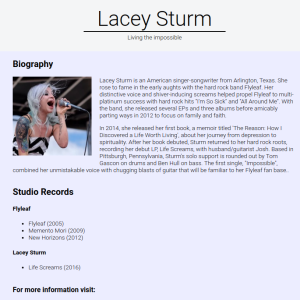 Lacey Sturm
Living the impossible
Biography
Lacey Sturm is an American singer-songwriter from Arlington, Texas. She
rose to fame in the early aughts with the hard rock band Flyleaf. Her
distinctive voice and shiver-inducing screams helped propel Flyleaf to multi-
platinum success with hard rock hits "I'm So Sick" and "All Around Me". With
the band, she released several EPs and three albums before amicably
parting ways in 2012 to focus on family and faith.
In 2014, she released her first book, a memoir titled 'The Reason: How I
Discovered a Life Worth Living', about her journey from depression to
spirituality. After her book debuted, Sturm returned to her hard rock roots,
recording her debut LP, Life Screams, with husband/guitarist Josh. Based in
Pittsburgh, Pennsylvania, Sturm's solo support is rounded out by Tom
Gascon on drums and Ben Hull on bass. The first single, "Impossible",
combined her unmistakable voice with chugging blasts of guitar that will be familiar to her Flyleaf fan base.
Studio Records
Flyleaf
Flyleaf (2005)
Memento Mori (2009)
New Horizons (2012)
Lacey Sturm
Life Screams (2016)
For more information visit: